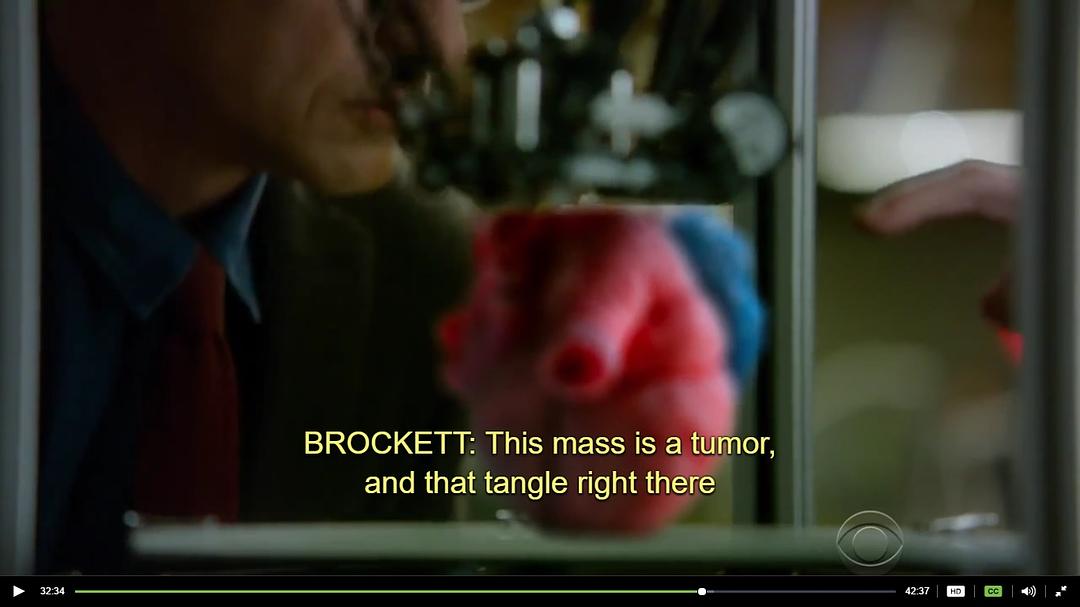 BROCKETT: This mass is a tumor,
and that tangle right there
32:34
42:37
HD
CC